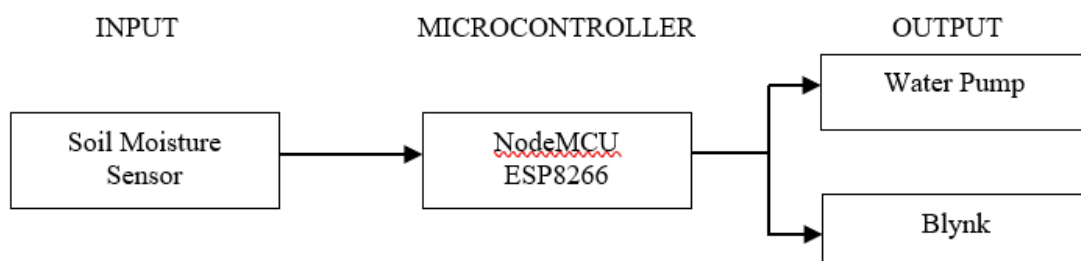 INPUT
MICROCONTROLLER
OUTPUT
Soil Moisture
Sensor
NodeMCU
ESP8266
Water Pump
Blynk